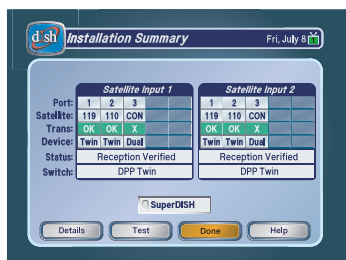 dish Installation Summary Fri, July 8
Satellite Input 1 Satellite Input 2
Port: 1 2 3 1 2 3
Satellite: 119 110 CON 119 110 CON
Trans: OK OK X OK OK X
Device: Twin Twin Dual Twin Twin Dual
Status: Reception Verified Reception Verified
Switch: DPP Twin DPP Twin
SuperDISH
Details Test Done Help